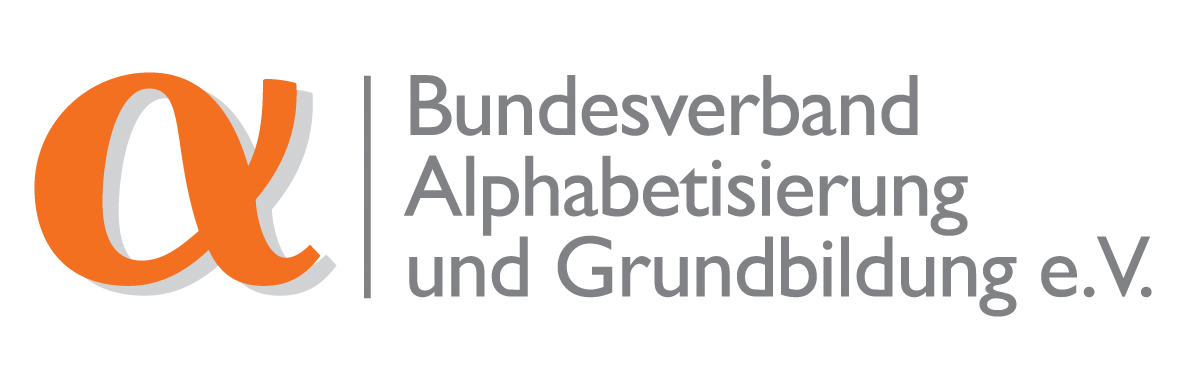 α
Bundesverband
Alphabetisierung
und Grundbildung e.V.